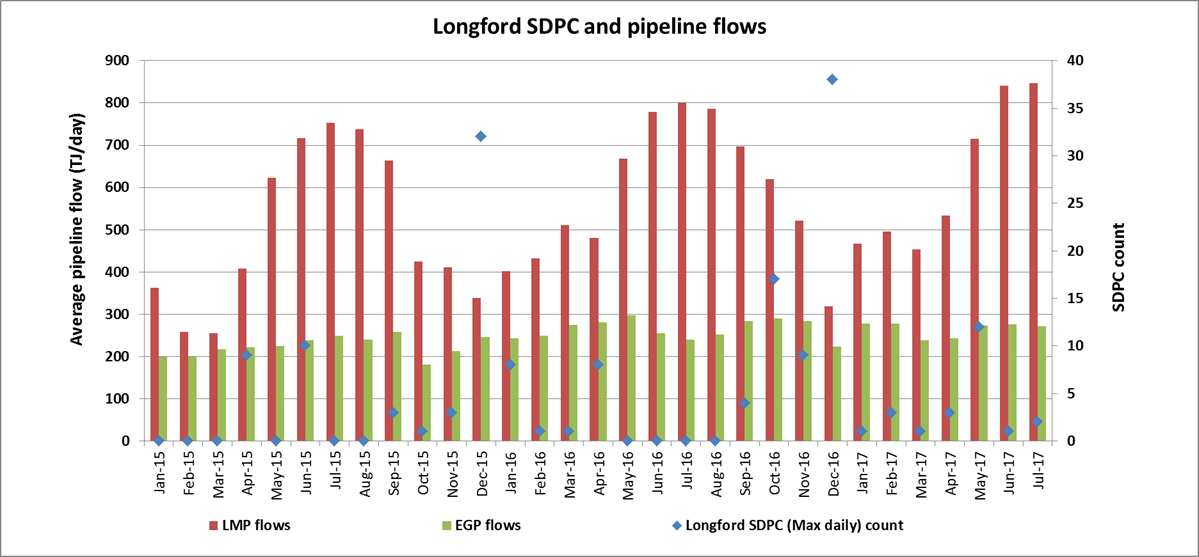 Longford SDPC and pipeline flows
Average pipeline flow (TJ/day)
900
800
700
600
500
400
300
200
100
0
40
35
30
25
20
15
10
5
0
SDPC count
Jan-15
Feb-15
Mar-15
Apr-15
May-15
Jun-15
Jul-15
Aug-15
Sep-15
Oct-15
Nov-15
Dec-15
Jan-16
Feb-16
Mar-16
Apr-16
May-16
Jun-16
Jul-16
Aug-16
Sep-16
Oct-16
Nov-16
Dec-16
Jan-17
Feb-17
Mar-17
Apr-17
May-17
Jun-17
Jul-17
LMP flows
EGP flows
Longford SDPC (Max daily) count